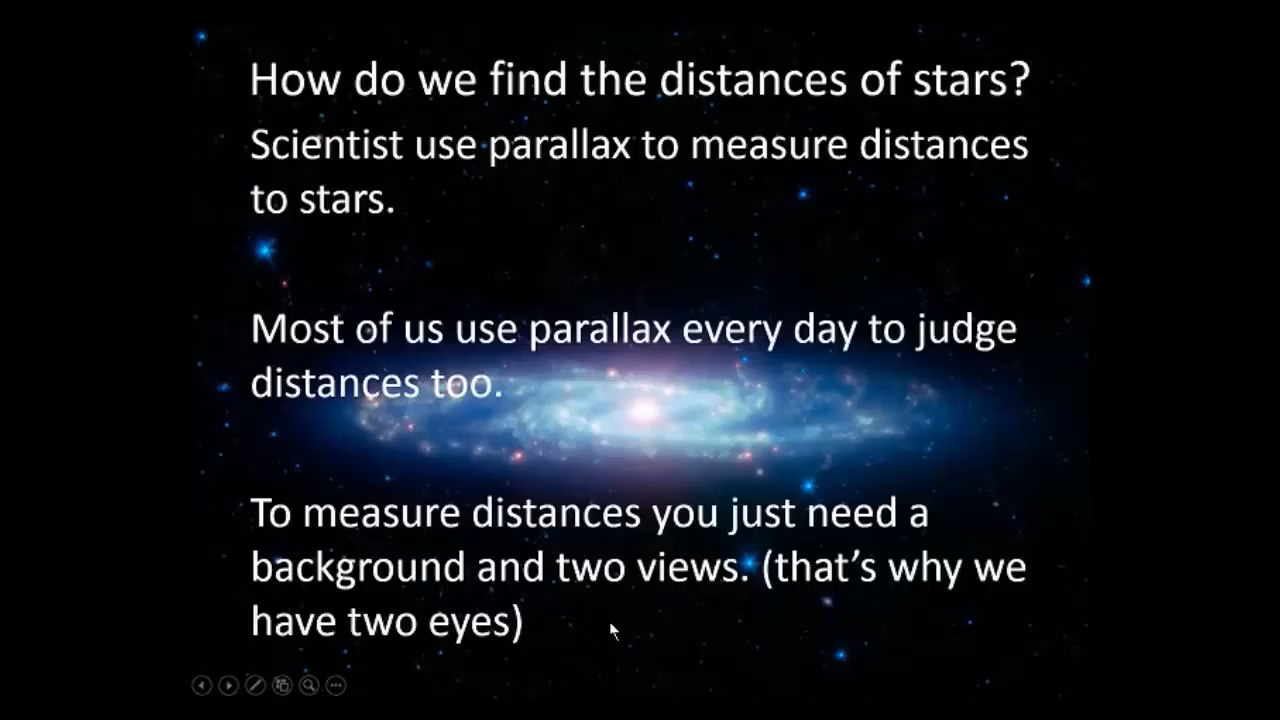 How do we find the distances of stars?
Scientist use parallax to measure distances
to stars.
Most of us use parallax every day to judge
distances too.
To measure distances you just need a
background and two views. (that’s why we
have two eyes)